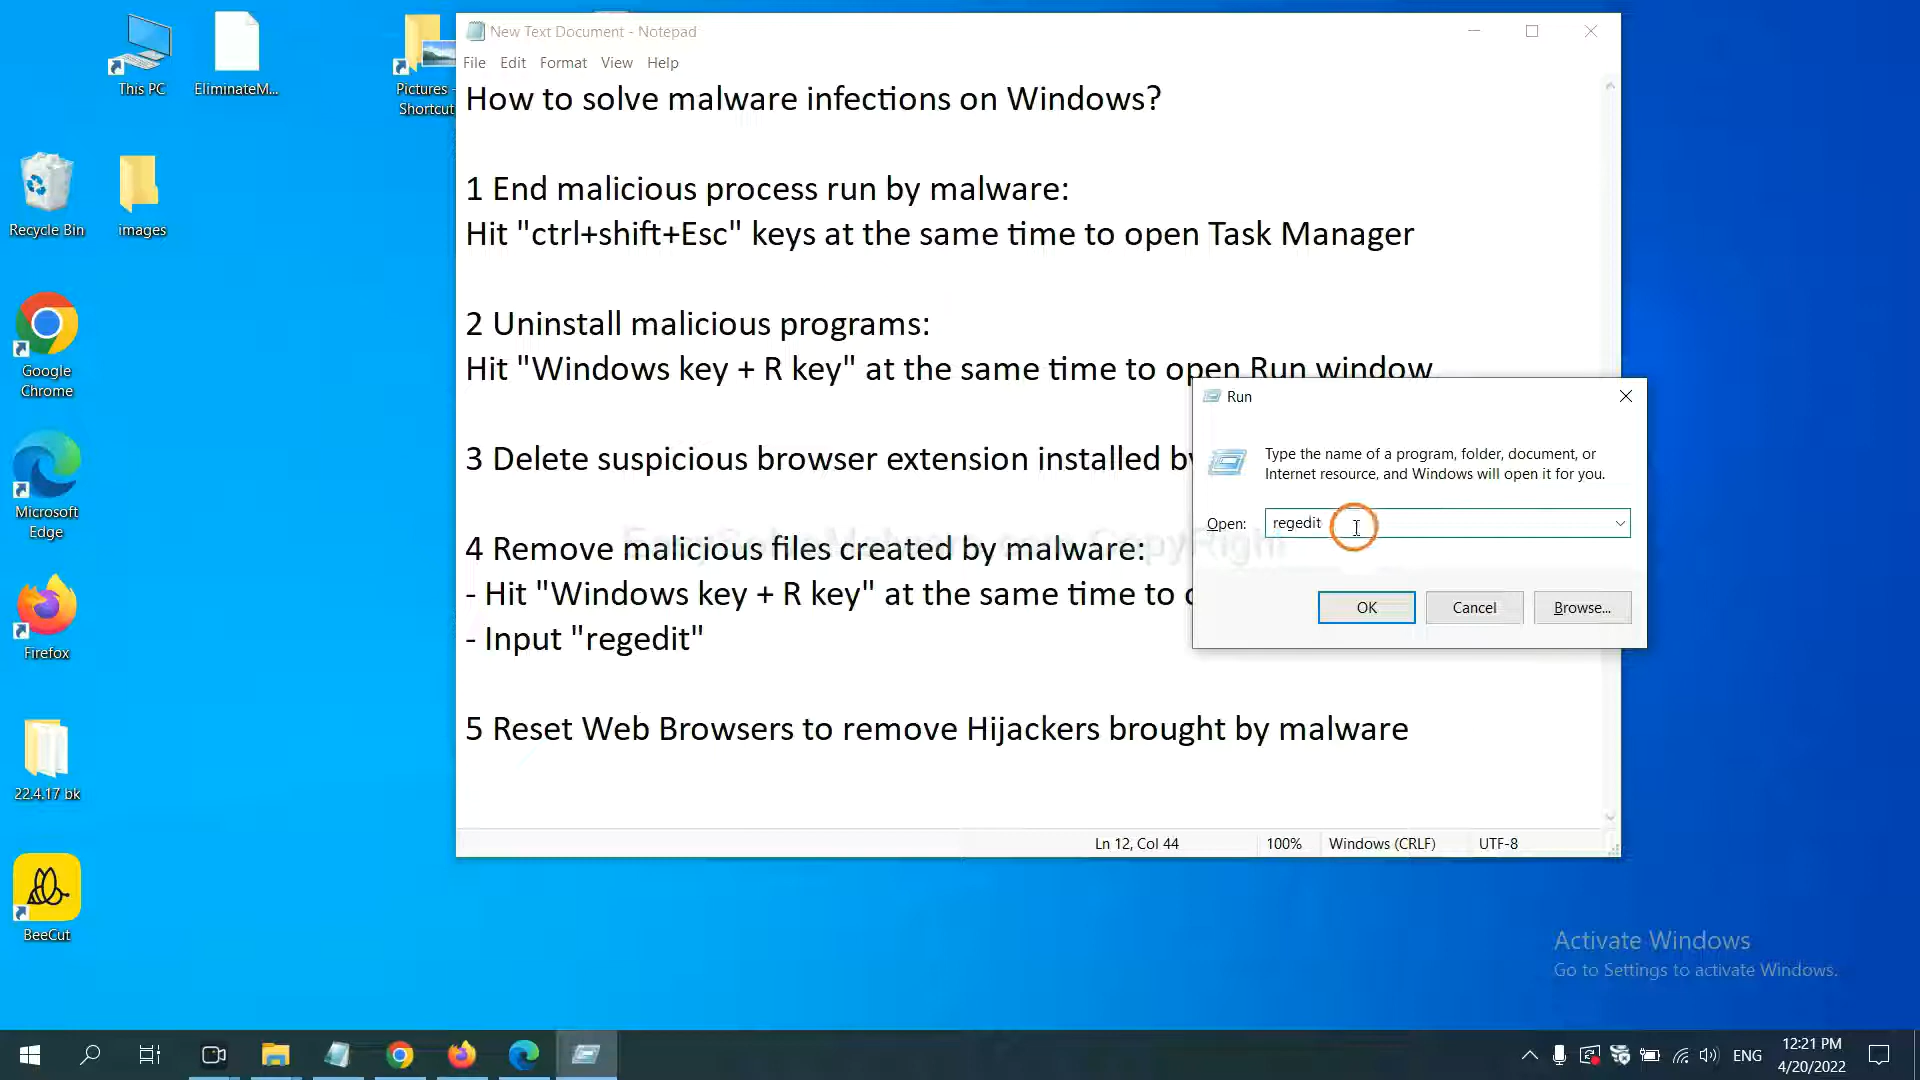 This PC
EliminateM...
Pictures -
Shortcut
Recycle Bin
images
Google
Chrome
Microsoft
Edge
Firefox
22.4.17 bk
BeeCut
New Text Document - Notepad
File Edit Format View Help
How to solve malware infections on Windows?
1 End malicious process run by malware:
Hit "ctrl+shift+Esc" keys at the same time to open Task Manager
2 Uninstall malicious programs:
Hit "Windows key + R key" at the same time to open Run window
3 Delete suspicious browser extension installed by
4 Remove malicious files created by malware:
- Hit "Windows key + R key" at the same time to
- Input "regedit"
5 Reset Web Browsers to remove Hijackers brought by malware
EasySolveMalware.com CopyRight
Ln 12, Col 44 100% Windows (CRLF) UTF-8
Run
Type the name of a program, folder, document, or
Internet resource, and Windows will open it for you.
Open: regedit
OK Cancel Browse...
Activate Windows
Go to Settings to activate Windows.
ENG
12:21 PM
4/20/2022